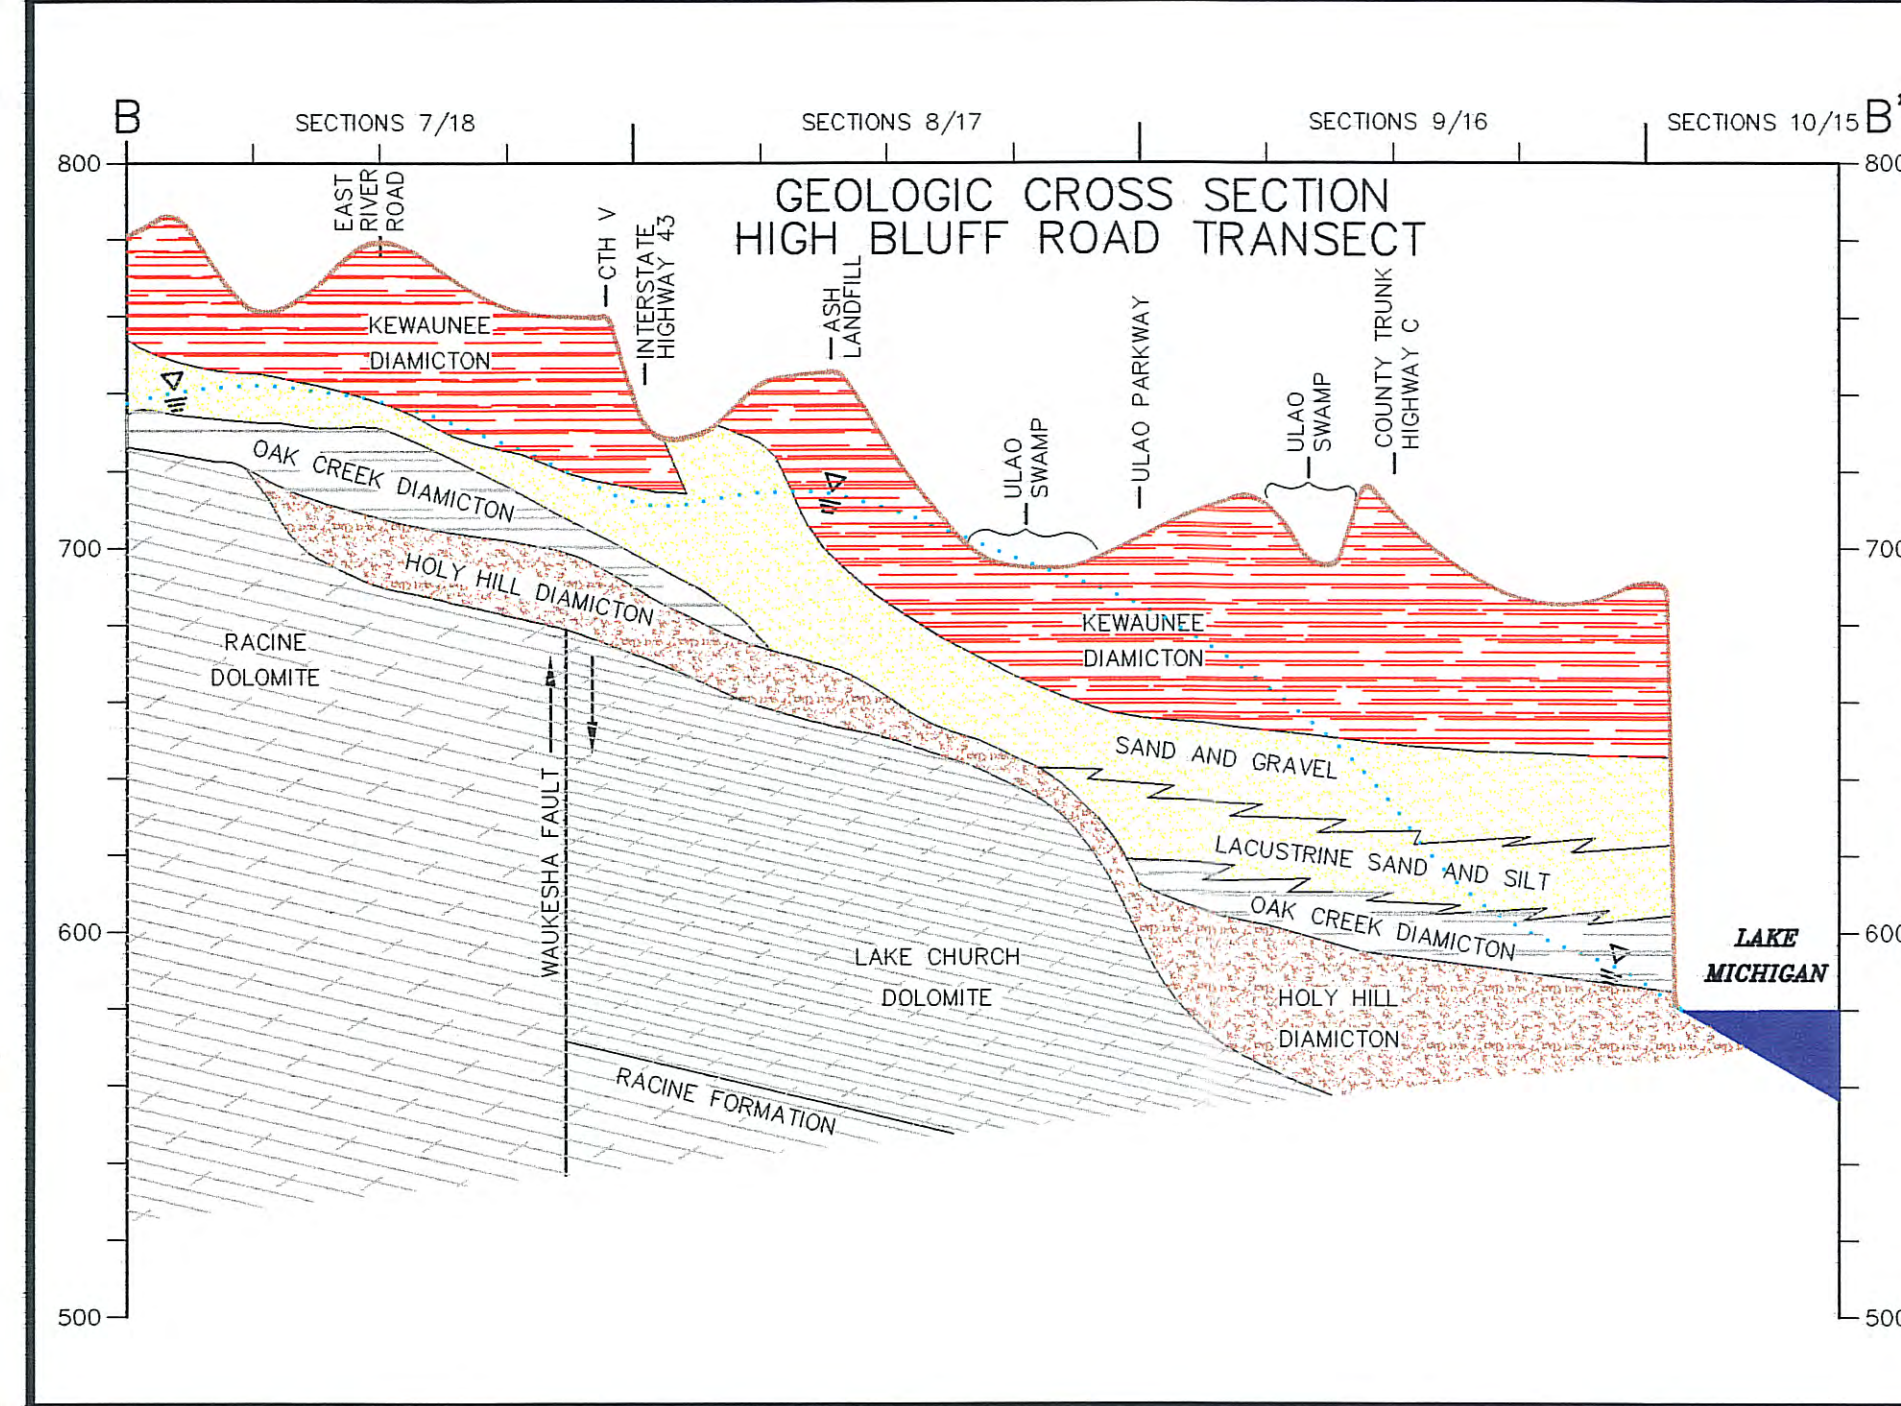 B
SECTIONS 7/18
SECTIONS 8/17
SECTIONS 9/16
SECTIONS 10/15
B'
800
800
GEOLOGIC CROSS SECTION
HIGH BLUFF ROAD TRANSECT
EAST
RIVER
ROAD
CTH V
INTERSTATE
HIGHWAY 43
ASH
LANDFILL
ULAO
SWAMP
ULAO PARKWAY
ULAO
SWAMP
COUNTY TRUNK
HIGHWAY C
KEWAUNEE
DIAMICTON
OAK CREEK DIAMICTON
700
700
HOLY HILL DIAMICTON
RACINE
DOLOMITE
KEWAUNEE
DIAMICTON
SAND AND GRAVEL
WAUKESHA FAULT
LACUSTRINE SAND AND SILT
OAK CREEK DIAMICTON
600
600
LAKE
MICHIGAN
LAKE CHURCH
DOLOMITE
HOLY HILL
DIAMICTON
RACINE FORMATION
500
500